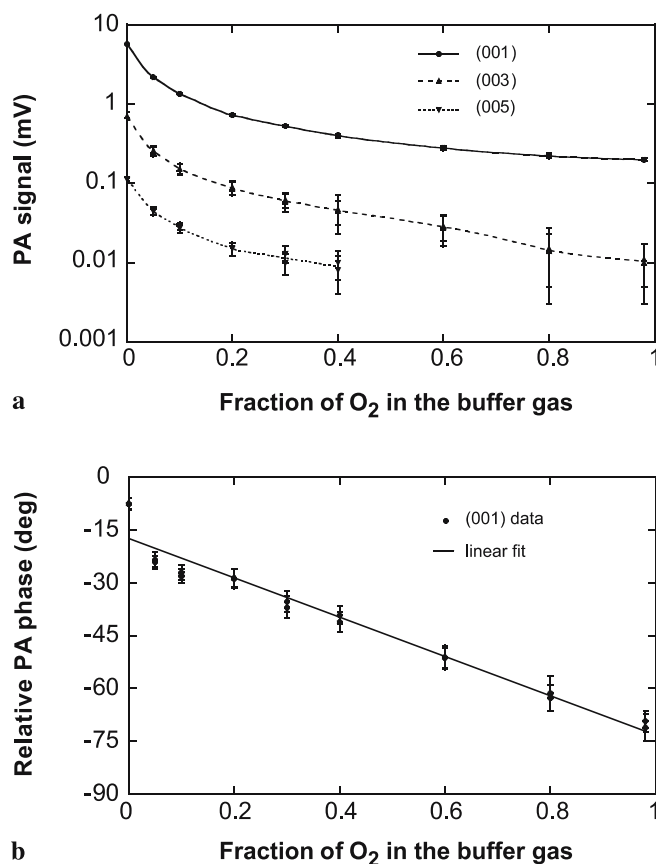 10
1
0.1
0.01
0.001
PA signal (mV)
(001)
(003)
(005)
0 0.2 0.4 0.6 0.8 1
a Fraction of O₂ in the buffer gas
0
-15
-30
-45
-60
-75
-90
Relative PA phase (deg)
(001) data
linear fit
0 0.2 0.4 0.6 0.8 1
b Fraction of O₂ in the buffer gas